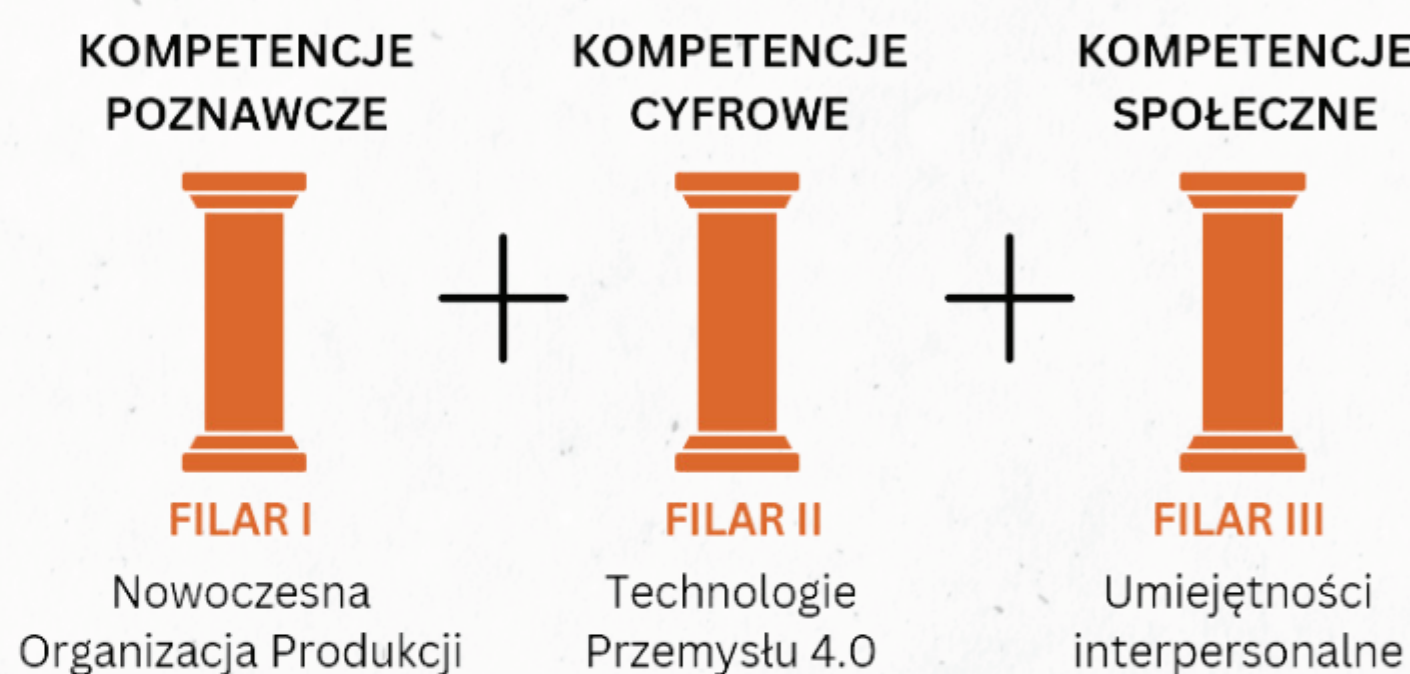 KOMPETENCJE
POZNAWCZE
FILAR I
Nowoczesna
Organizacja Produkcji
KOMPETENCJE
CYFROWE
FILAR II
Technologie
Przemysłu 4.0
KOMPETENCJE
SPOŁECZNE
FILAR III
Umiejętności
interpersonalne